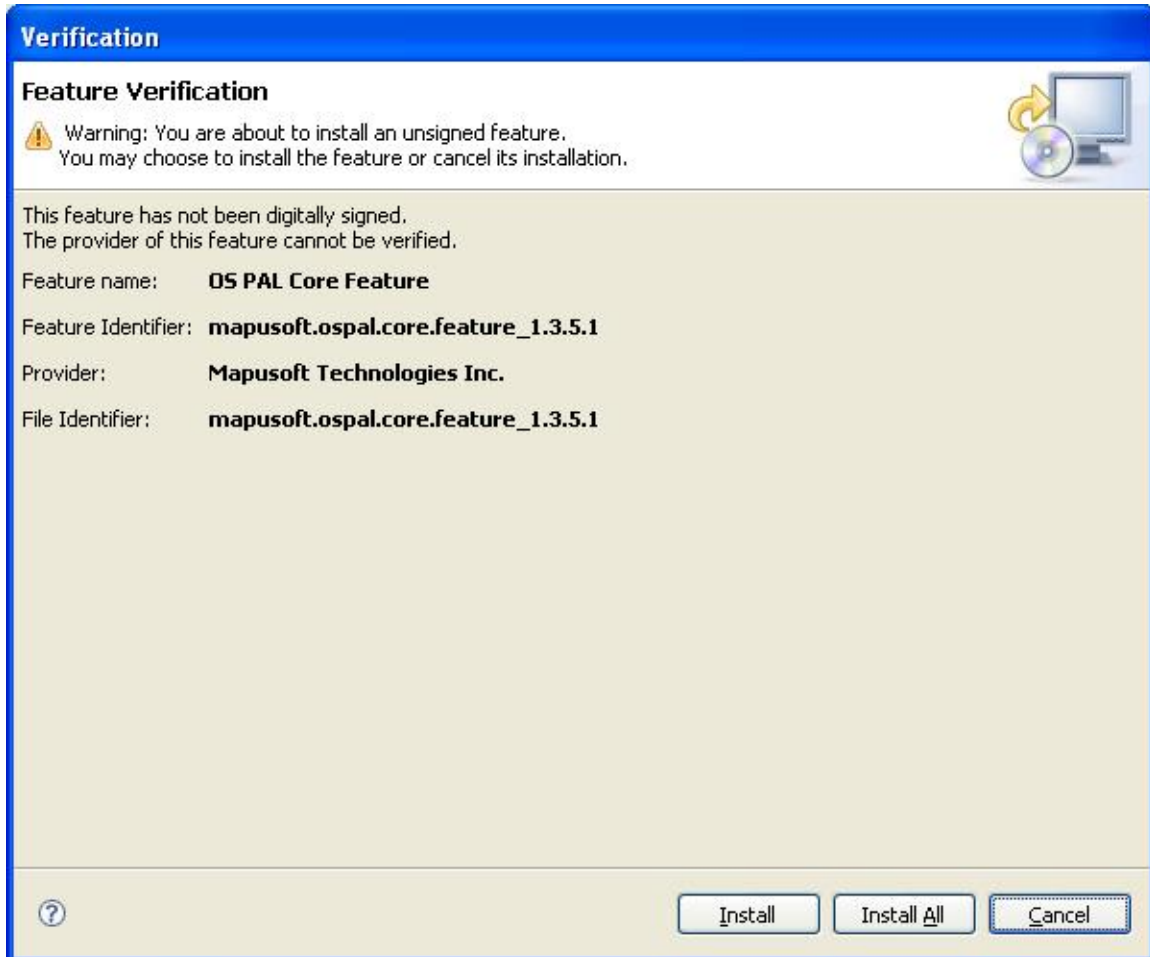 Verification
Feature Verification
Warning: You are about to install an unsigned feature.
You may choose to install the feature or cancel its installation.
This feature has not been digitally signed.
The provider of this feature cannot be verified.
Feature name: OS PAL Core Feature
Feature Identifier: mapusoft.ospal.core.feature_1.3.5.1
Provider: Mapusoft Technologies Inc.
File Identifier: mapusoft.ospal.core.feature_1.3.5.1
? Install Install All Cancel